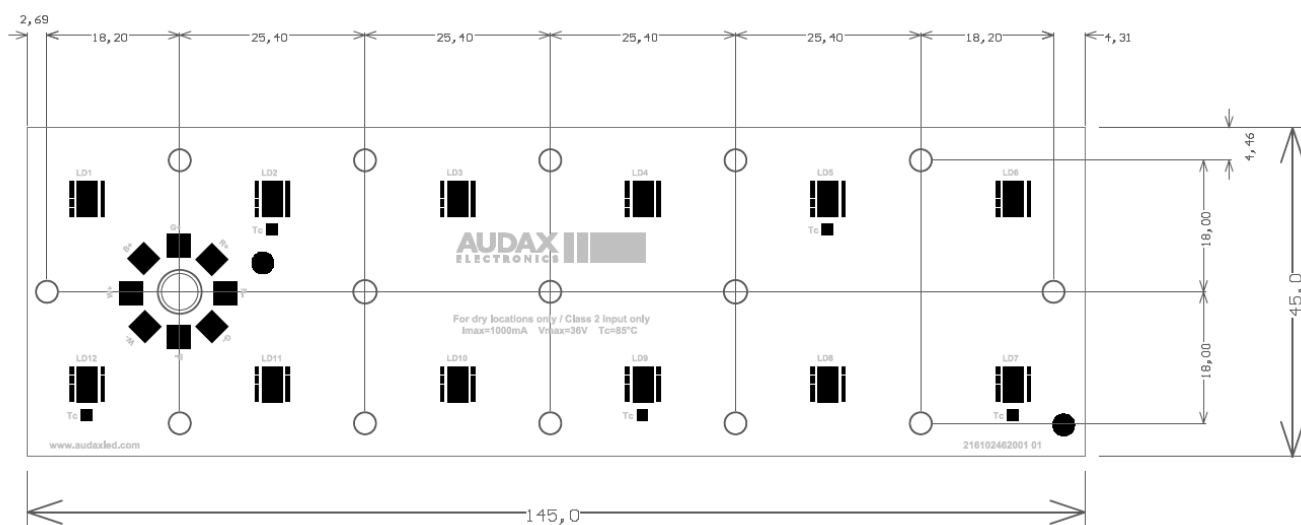 2,69
18,20
25,40
25,40
25,40
25,40
18,20
4,31
4,46
LD1
LD2
LD3
LD4
LD5
LD6
Tc
Tc
G+
B+
R+
W+
R-
W-
G-
B-
AUDAX
ELECTRONICS
18,00
45,0
For dry locations only / Class 2 input only
Imax=1000mA Vmax=36V Tc=85°C
18,00
LD12
LD11
LD10
LD9
LD8
LD7
Tc
Tc
Tc
www.audaxled.com
216102462001 01
145,0